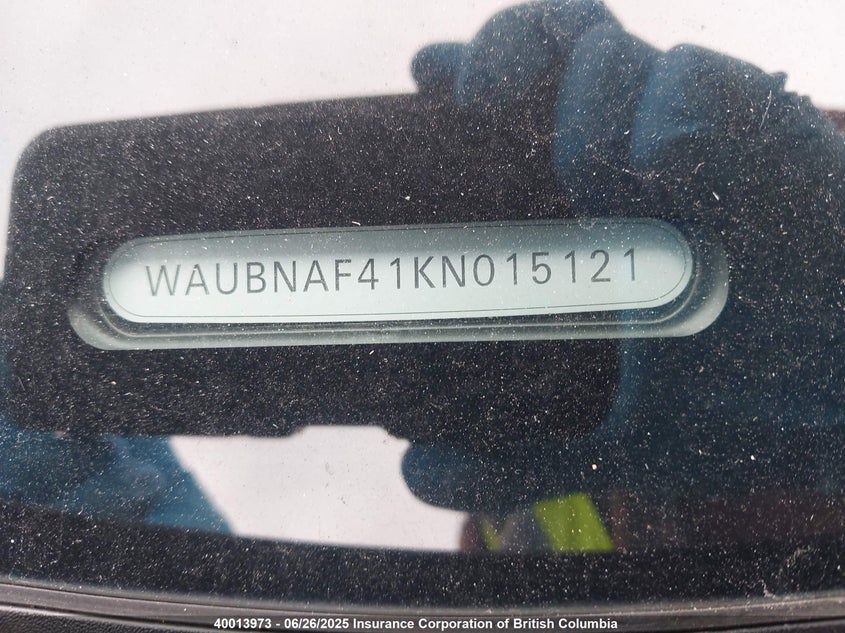 WAUBNAF41KN015121
40013973 - 06/26/2025 Insurance Corporation of British Columbia